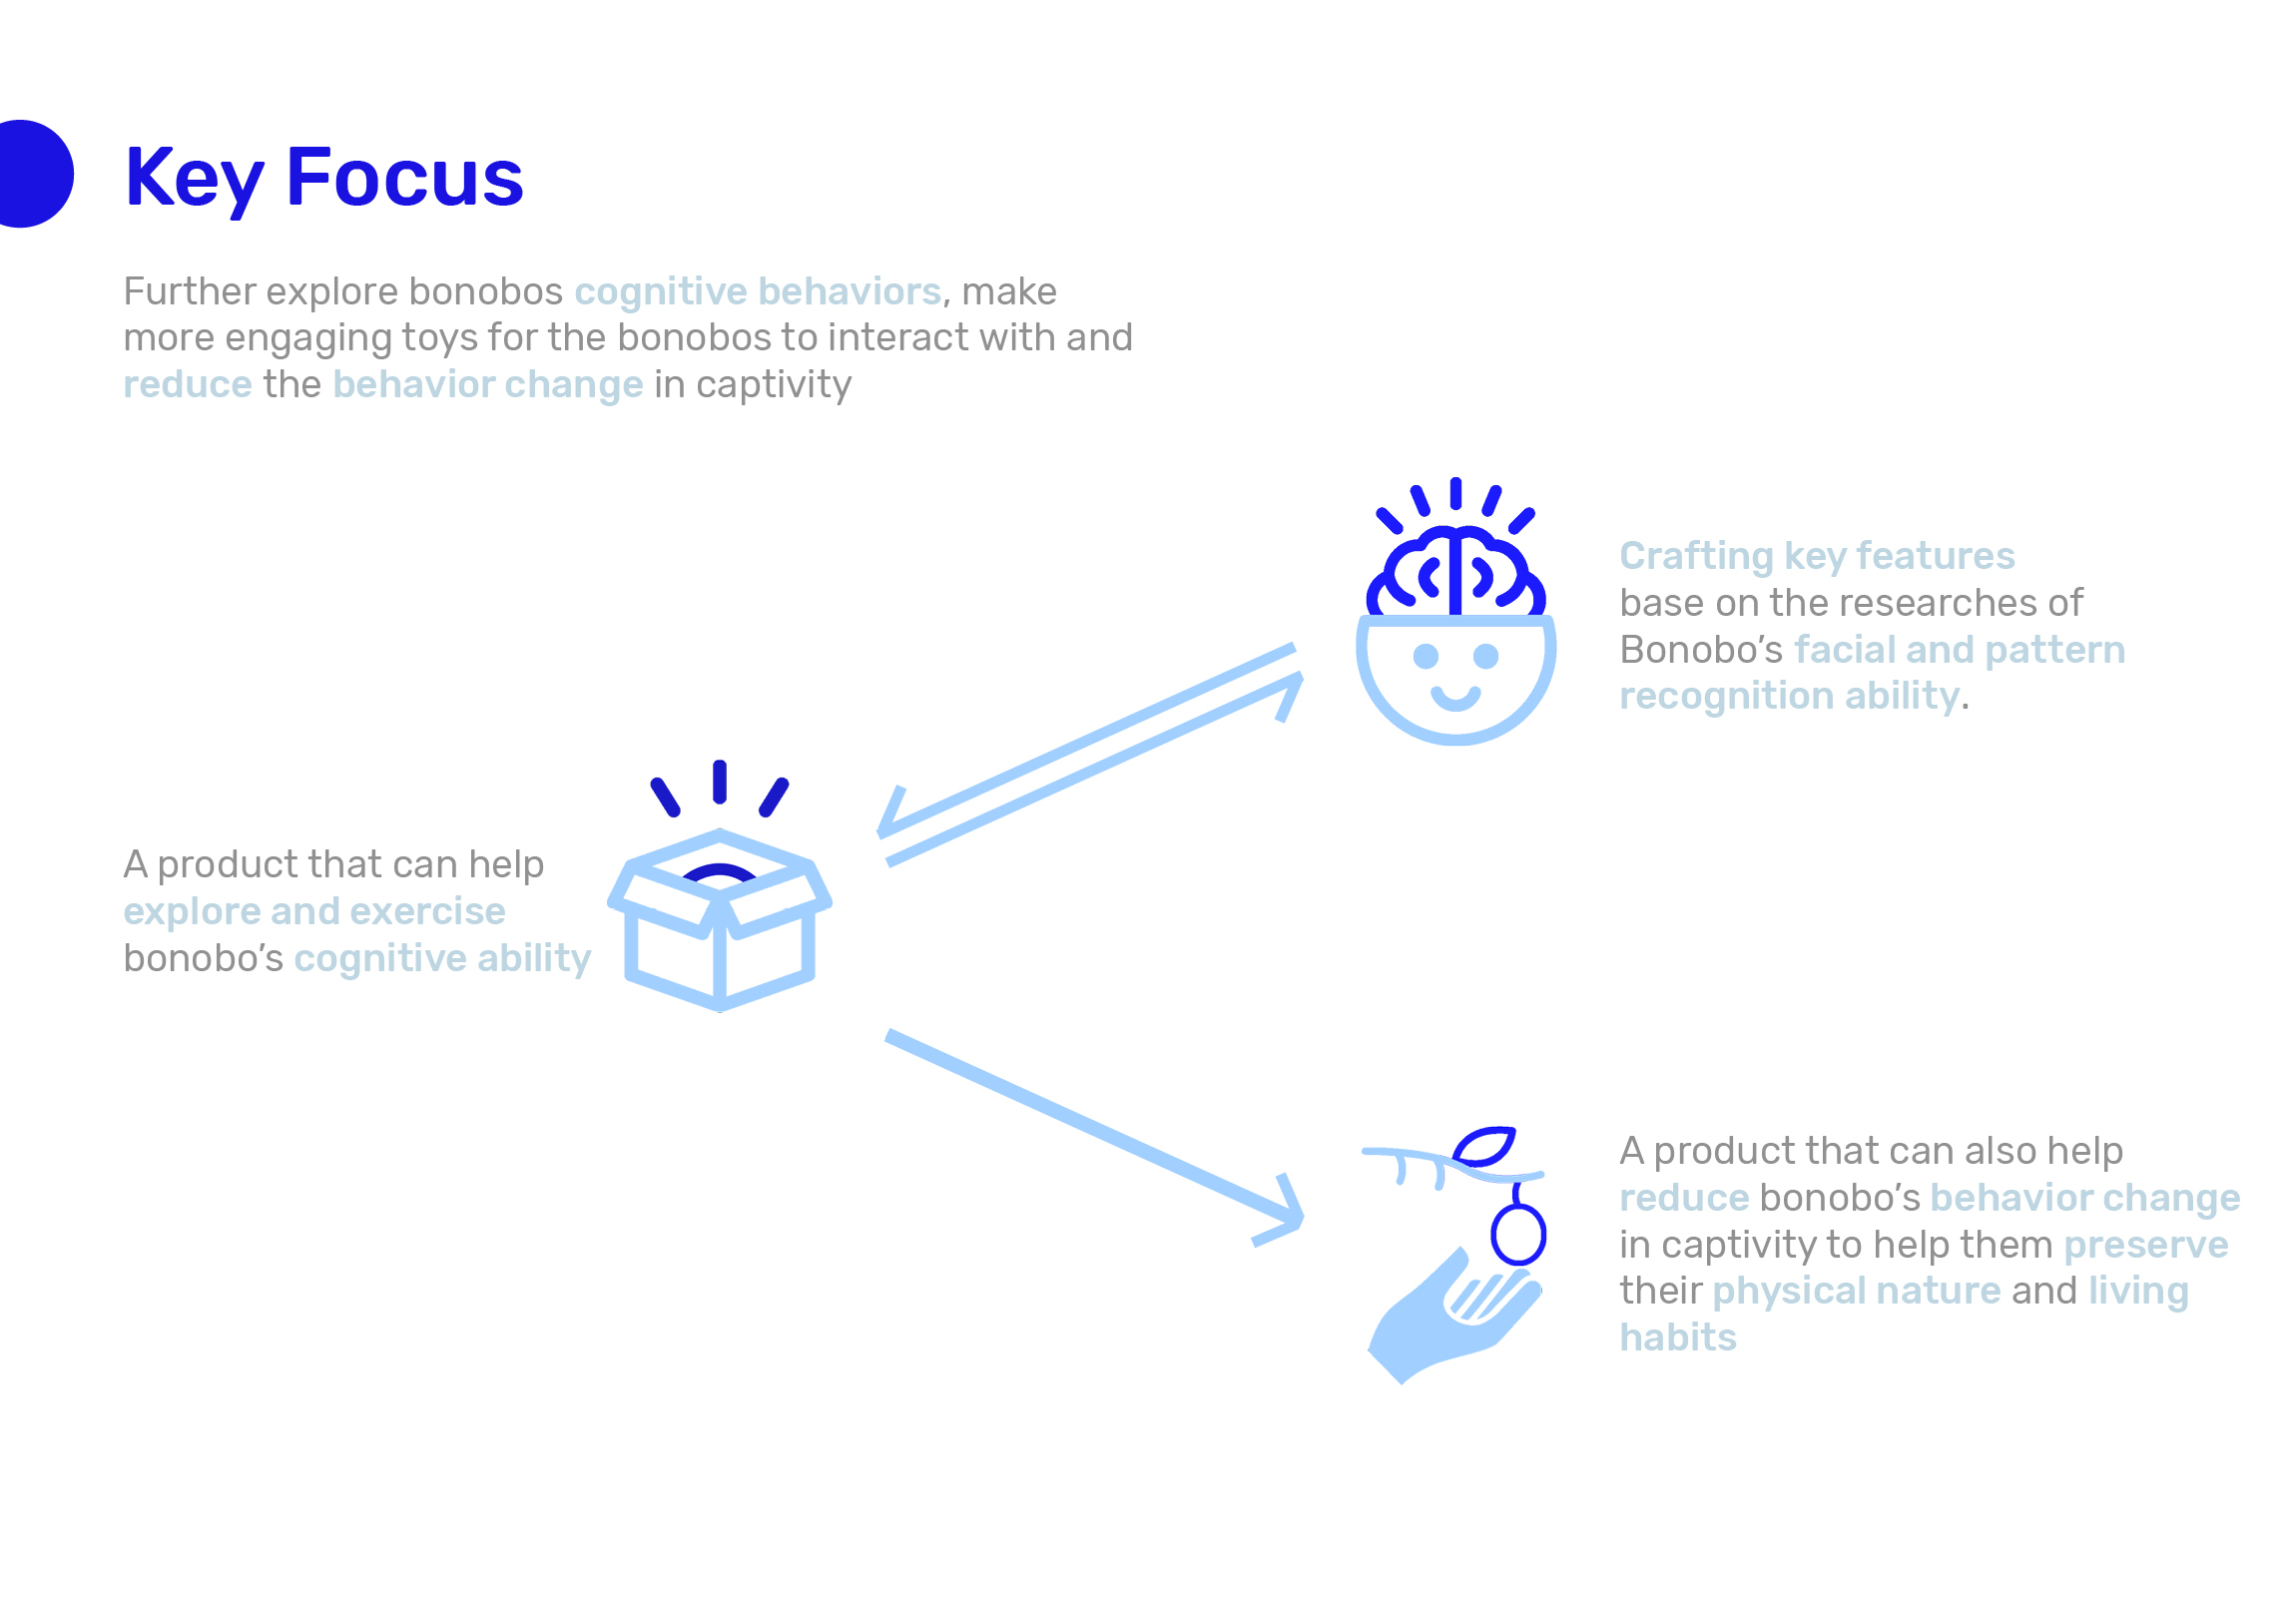 Key Focus
Further explore bonobos cognitive behaviors, make
more engaging toys for the bonobos to interact with and
reduce the behavior change in captivity
Crafting key features
base on the researches of
Bonobo's facial and pattern
recognition ability.
A product that can help
explore and exercise
bonobo's cognitive ability
A product that can also help
reduce bonobo's behavior change
in captivity to help them preserve
their physical nature and living
habits